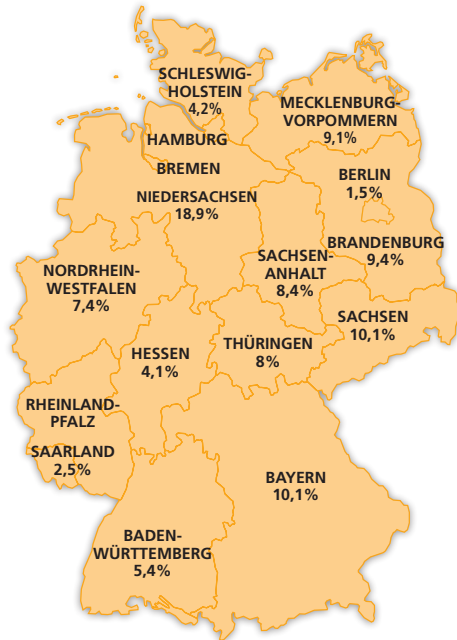 SCHLESWIG-
HOLSTEIN
4,2%
MECKLENBURG-
VORPOMMERN
9,1%
HAMBURG
BREMEN
NIEDERSACHSEN
18,9%
BERLIN
1,5%
BRANDENBURG
9,4%
SACHSEN-
ANHALT
8,4%
NORDRHEIN-
WESTFALEN
7,4%
SACHSEN
10,1%
HESSEN
4,1%
THÜRINGEN
8%
RHEINLAND-
PFALZ
SAARLAND
2,5%
BAYERN
10,1%
BADEN-
WÜRTTEMBERG
5,4%